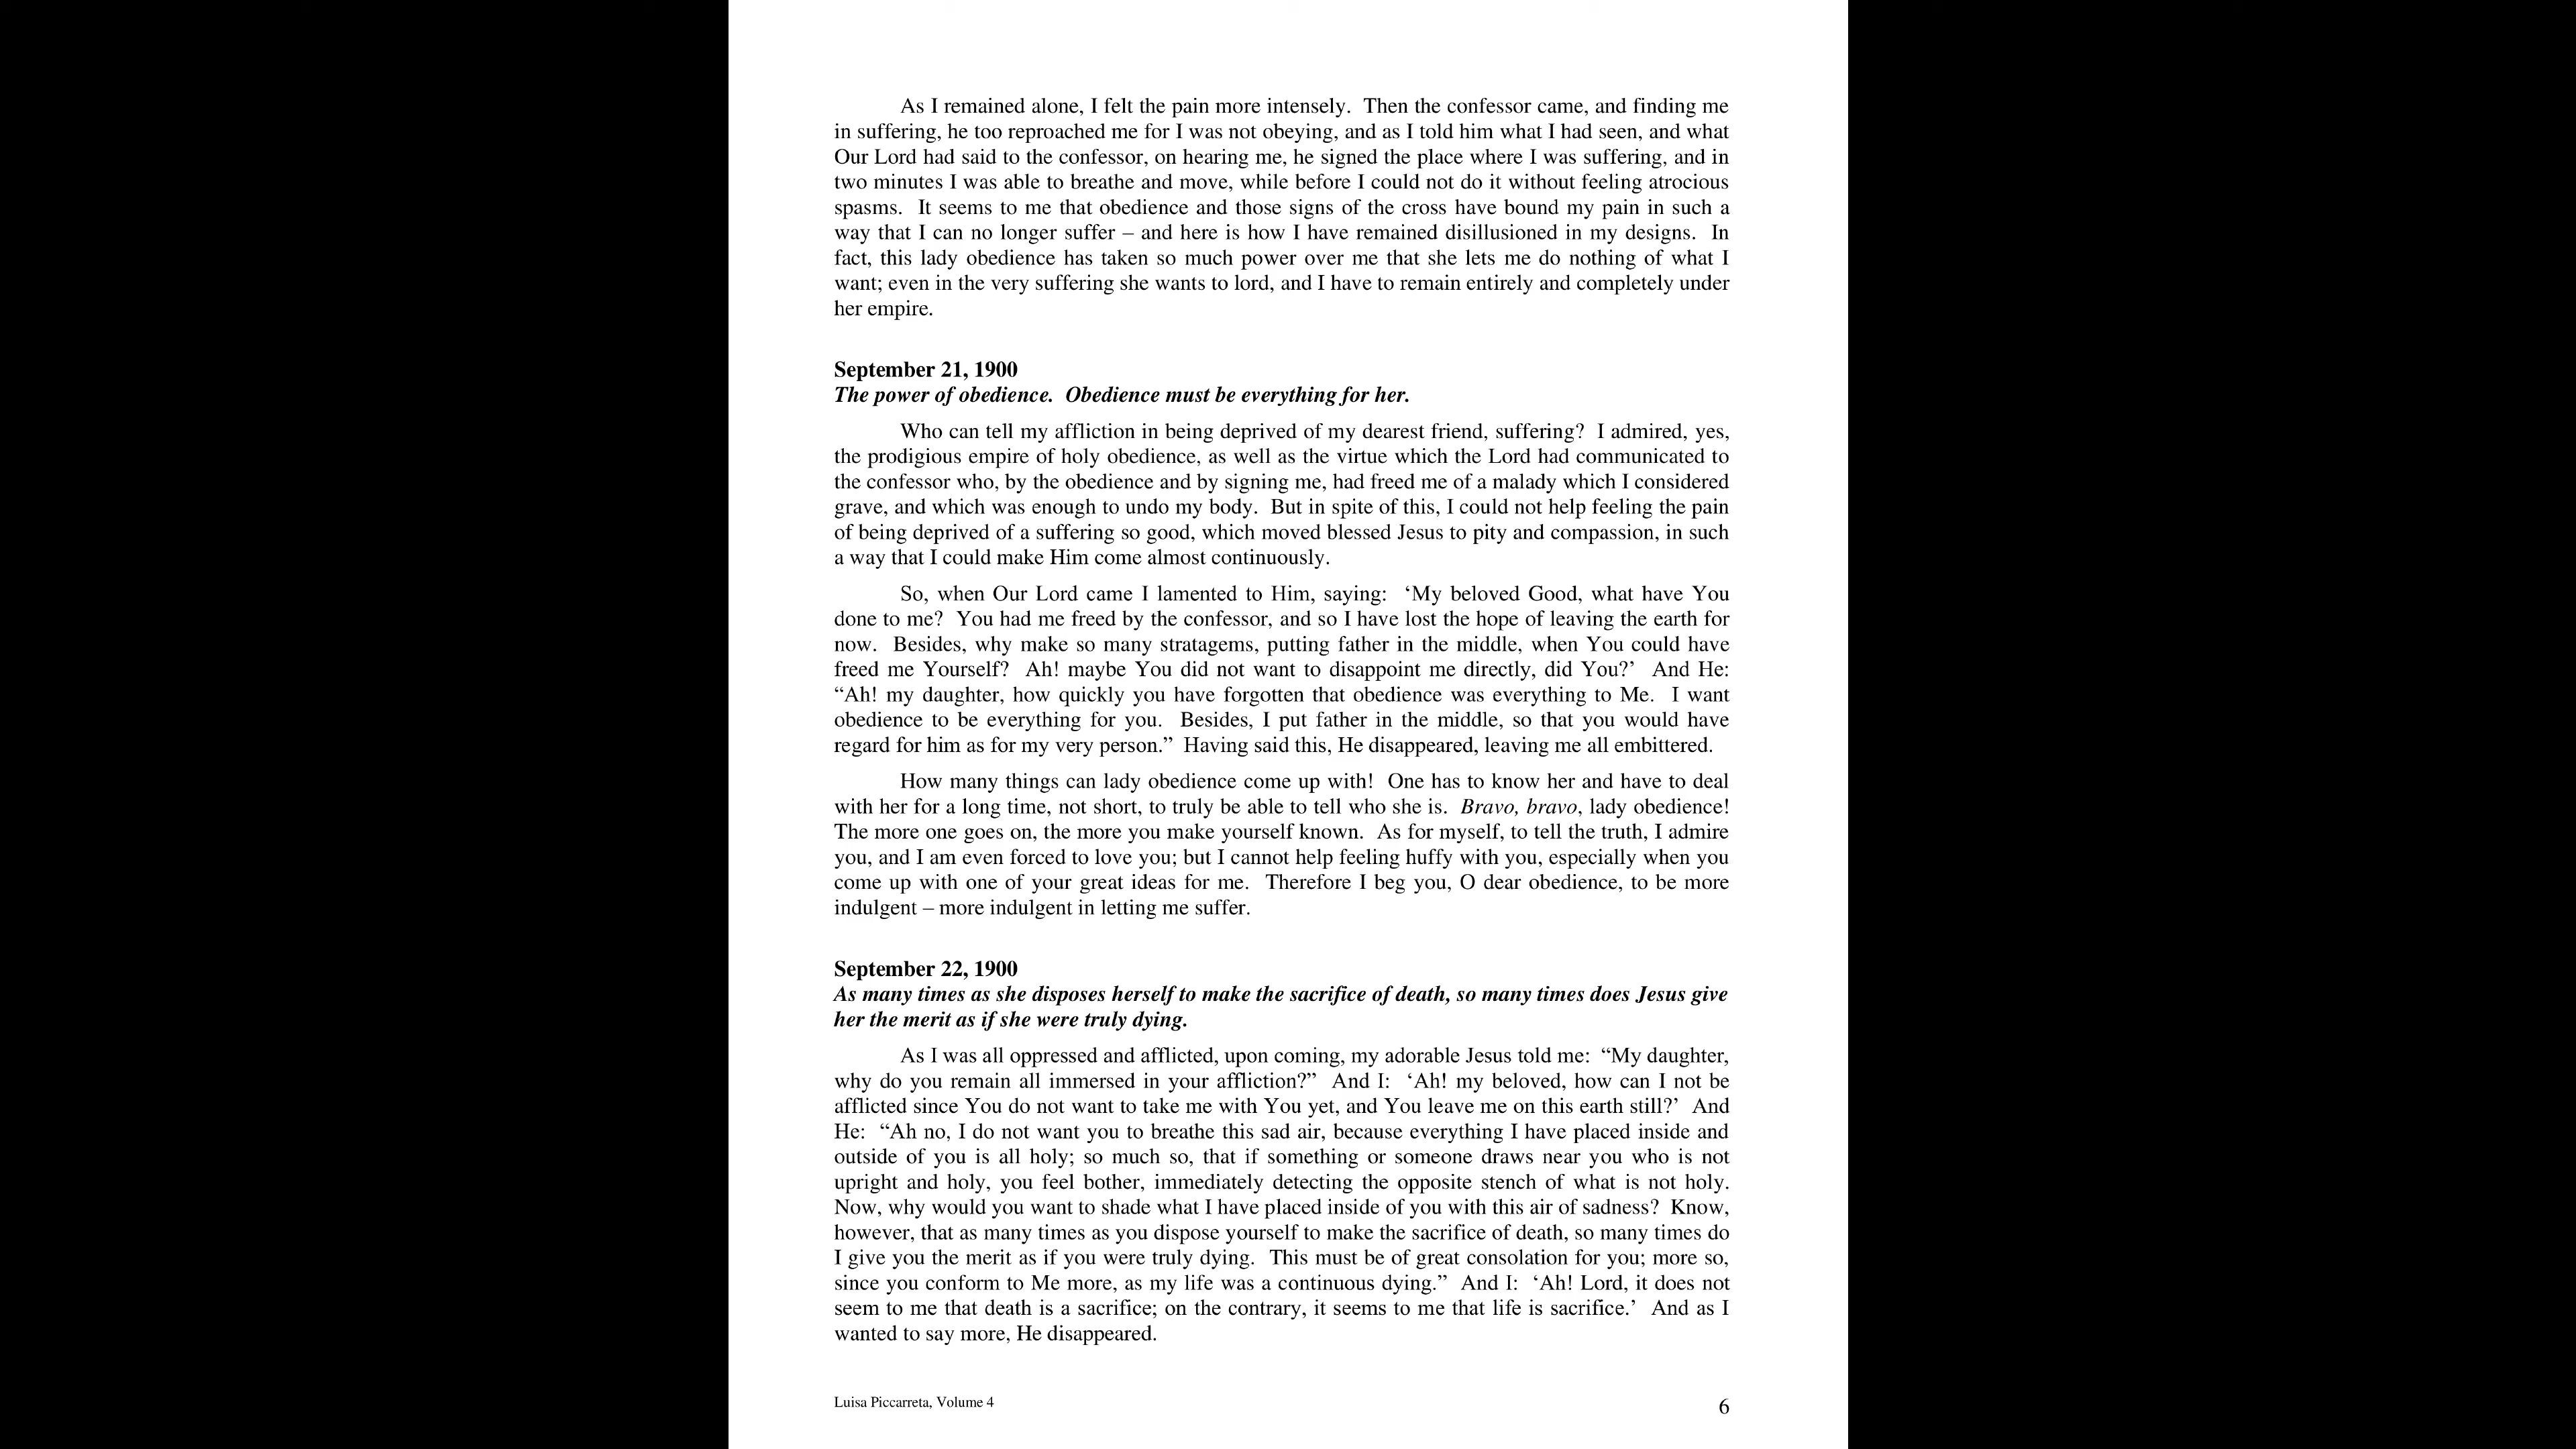 As I remained alone, I felt the pain more intensely. Then the confessor came, and finding me
in suffering, he too reproached me for I was not obeying, and as I told him what I had seen, and what
Our Lord had said to the confessor, on hearing me, he signed the place where I was suffering, and in
two minutes I was able to breathe and move, while before I could not do it without feeling atrocious
spasms. It seems to me that obedience and those signs of the cross have bound my pain in such a
way that I can no longer suffer – and here is how I have remained disillusioned in my designs. In
fact, this lady obedience has taken so much power over me that she lets me do nothing of what I
want; even in the very suffering she wants to lord, and I have to remain entirely and completely under
her empire.
September 21, 1900
The power of obedience. Obedience must be everything for her.
Who can tell my affliction in being deprived of my dearest friend, suffering? I admired, yes,
the prodigious empire of holy obedience, as well as the virtue which the Lord had communicated to
the confessor who, by the obedience and by signing me, had freed me of a malady which I considered
grave, and which was enough to undo my body. But in spite of this, I could not help feeling the pain
of being deprived of a suffering so good, which moved blessed Jesus to pity and compassion, in such
a way that I could make Him come almost continuously.
So, when Our Lord came I lamented to Him, saying: ‘My beloved Good, what have You
done to me? You had me freed by the confessor, and so I have lost the hope of leaving the earth for
now. Besides, why make so many stratagems, putting father in the middle, when You could have
freed me Yourself? Ah! maybe You did not want to disappoint me directly, did You?’ And He:
“Ah! my daughter, how quickly you have forgotten that obedience was everything to Me. I want
obedience to be everything for you. Besides, I put father in the middle, so that you would have
regard for him as for my very person.” Having said this, He disappeared, leaving me all embittered.
How many things can lady obedience come up with! One has to know her and have to deal
with her for a long time, not short, to truly be able to tell who she is. Bravo, bravo, lady obedience!
The more one goes on, the more you make yourself known. As for myself, to tell the truth, I admire
you, and I am even forced to love you; but I cannot help feeling huffy with you, especially when you
come up with one of your great ideas for me. Therefore I beg you, O dear obedience, to be more
indulgent – more indulgent in letting me suffer.
September 22, 1900
As many times as she disposes herself to make the sacrifice of death, so many times does Jesus give
her the merit as if she were truly dying.
As I was all oppressed and afflicted, upon coming, my adorable Jesus told me: “My daughter,
why do you remain all immersed in your affliction?” And I: ‘Ah! my beloved, how can I not be
afflicted since You do not want to take me with You yet, and You leave me on this earth still?’ And
He: “Ah no, I do not want you to breathe this sad air, because everything I have placed inside and
outside of you is all holy; so much so, that if something or someone draws near you who is not
upright and holy, you feel bother, immediately detecting the opposite stench of what is not holy.
Now, why would you want to shade what I have placed inside of you with this air of sadness? Know,
however, that as many times as you dispose yourself to make the sacrifice of death, so many times do
I give you the merit as if you were truly dying. This must be of great consolation for you; more so,
since you conform to Me more, as my life was a continuous dying.” And I: ‘Ah! Lord, it does not
seem to me that death is a sacrifice; on the contrary, it seems to me that life is sacrifice.’ And as I
wanted to say more, He disappeared.
Luisa Piccarreta, Volume 4
6